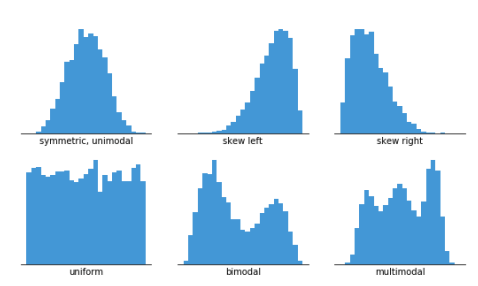 symmetric, unimodal
skew left
skew right
uniform
bimodal
multimodal